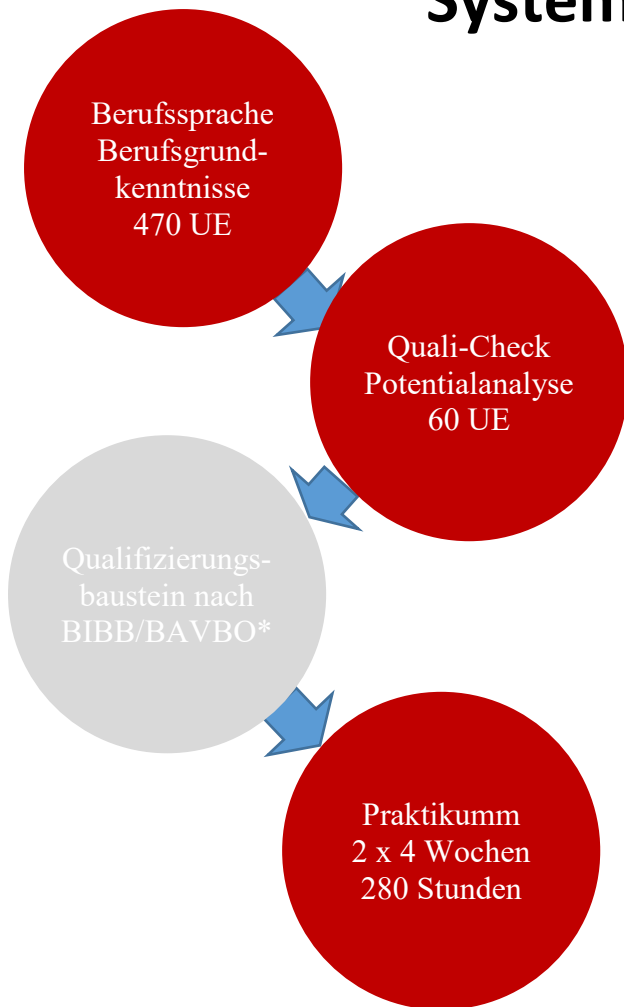 System
Berufssprache
Berufsgrund-
kenntnisse
470 UE
Quali-Check
Potentialanalyse
60 UE
Qualifizierungs-
baustein nach
BIBB/BAVBO*
Praktikumm
2 x 4 Wochen
280 Stunden